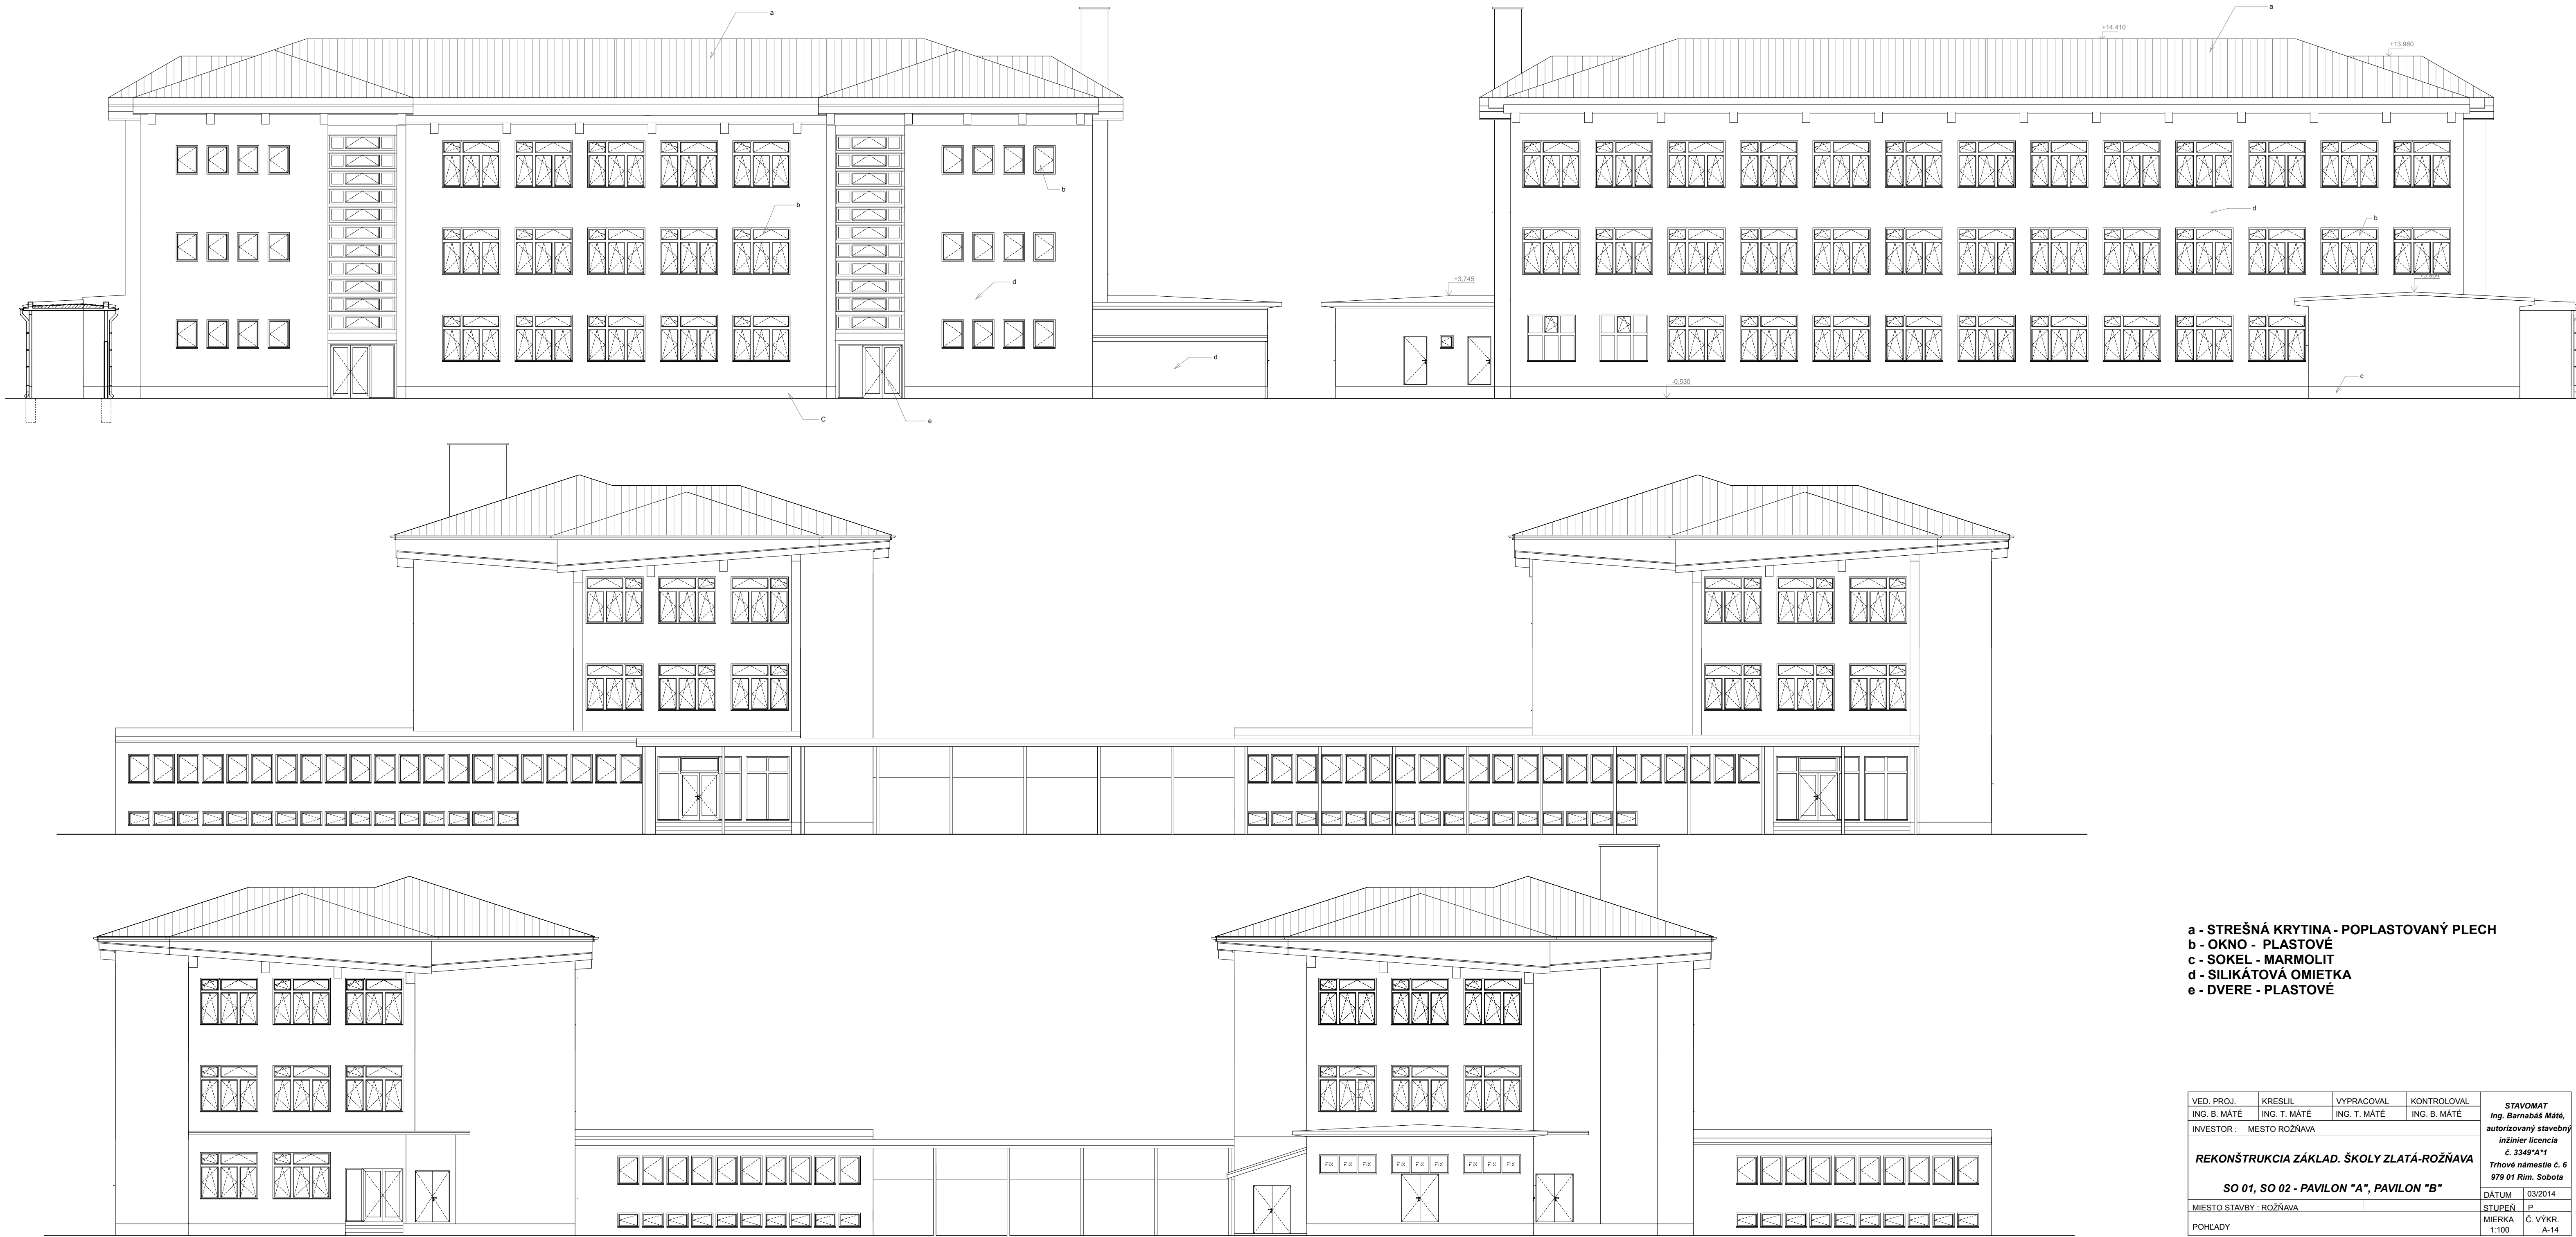 a
a
+14.410
+13.980
b
b
d
b
d
+3.745
d
d
-0.530
c
C
e
FIX FIX FIX FIX FIX FIX FIX FIX FIX
a - STREŠNÁ KRYTINA - POPLASTOVANÝ PLECH
b - OKNO - PLASTOVÉ
c - SOKEL - MARMOLIT
d - SILIKÁTOVÁ OMIETKA
e - DVERE - PLASTOVÉ
VED. PROJ. KRESLIL VYPRACOVAL KONTROLOVAL
ING. B. MÁTÉ ING. T. MÁTÉ ING. T. MÁTÉ ING. B. MÁTÉ
INVESTOR : MESTO ROŽŇAVA
REKONŠTRUKCIA ZÁKLAD. ŠKOLY ZLATÁ-ROŽŇAVA
SO 01, SO 02 - PAVILON "A", PAVILON "B"
MIESTO STAVBY : ROŽŇAVA
POHĽADY
STAVOMAT
Ing. Barnabáš Máté,
autorizovaný stavebný
inžinier licencia
č. 3349*A*1
Trhové námestie č. 6
979 01 Rim. Sobota
DÁTUM 03/2014
STUPEŇ P
MIERKA Č. VÝKR.
1:100 A-14